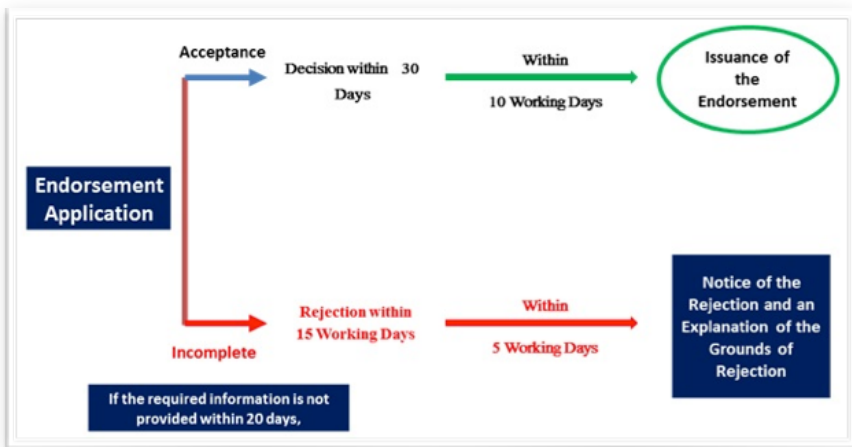 Acceptance
Decision within 30
Days
Within
10 Working Days
Issuance of
the
Endorsement
Endorsement
Application
Incomplete
Rejection within
15 Working Days
Within
5 Working Days
Notice of the
Rejection and an
Explanation of the
Grounds of
Rejection
If the required information is not
provided within 20 days,